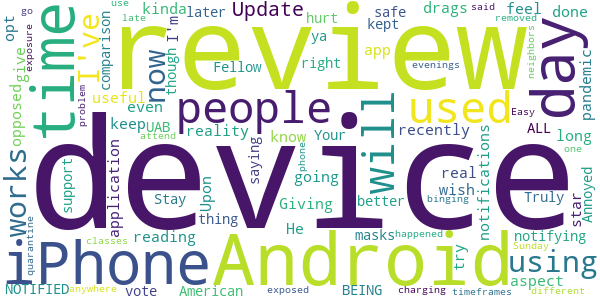 use
late
go
exposure
opt
time
I've
comparison
kinda
later
now
though
I'm
Update
hurt
ya
drags
safe
kept
app
feel
said
done
removed
neighbors
day
review
Fellow
right
evenings
opposed
give
problem
useful
even
people
will
used
Easy
pandemic
ALL
long
one
keep
UAB
attend
reality
know
Your
phone
recently
works
support
application
device
saying
going
real
wish
notifications
Stay
Upon
thing
Giving
better
Truly
star
Annoyed
binging
reading
He
masks
happened
try
Sunday
notifying
quarantine
classes
iPhone
Android
using
aspect
NOTIFIED
anywhere
vote
American
exposed
BEING
charging
timeframes
different